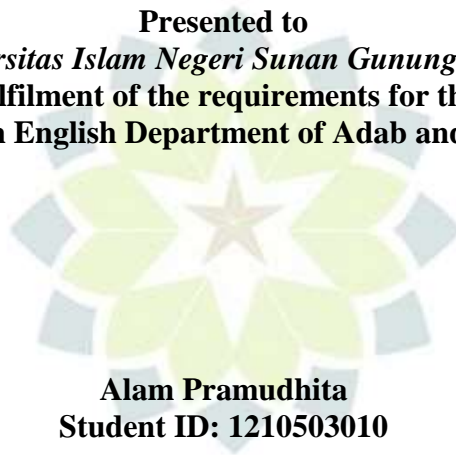 Presented to
rsitas Islam Negeri Sunan Gunung
lfilment of the requirements for th
English Department of Adab and
Alam Pramudhita
Student ID: 1210503010